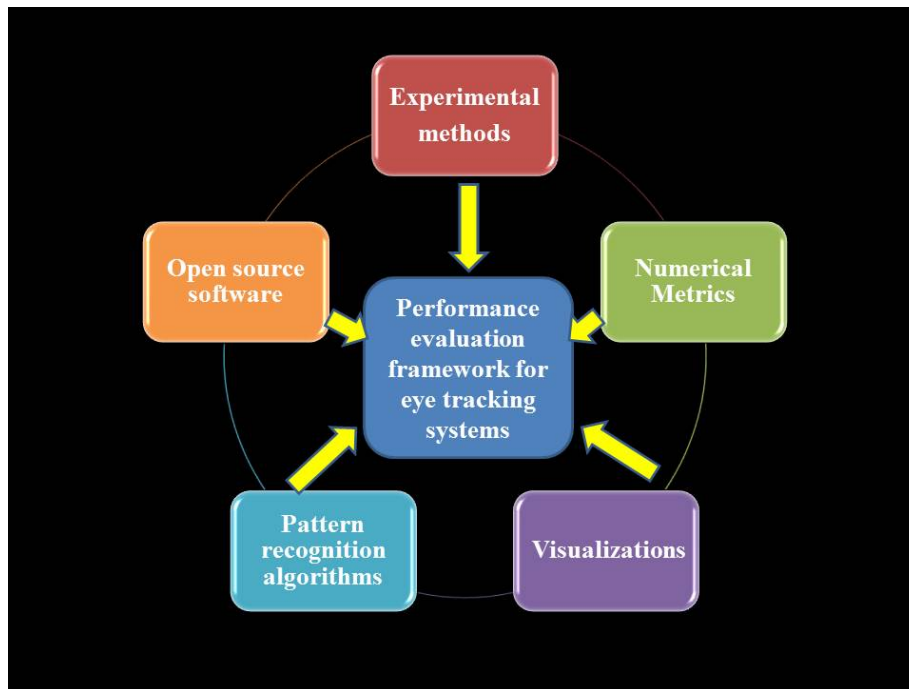 Experimental
methods
Open source
software
Numerical
Metrics
Performance
evaluation
framework for
eye tracking
systems
Pattern
recognition
algorithms
Visualizations